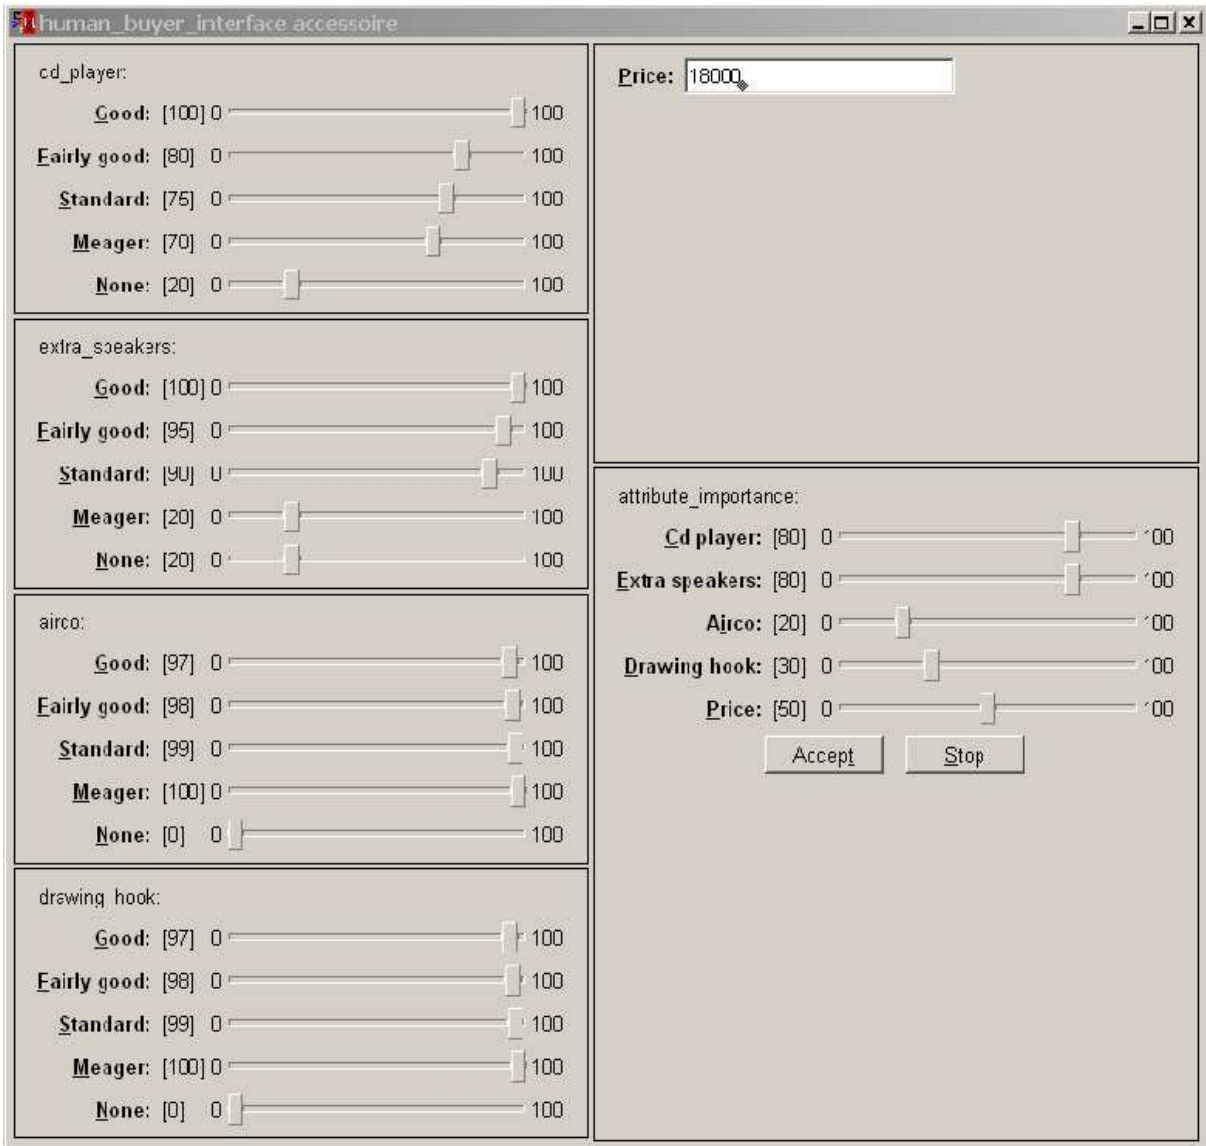 human_buyer_interface accessoire
cd_player:
Good: [100] 0 100
Fairly good: [80] 0 100
Standard: [75] 0 100
Meager: [70] 0 100
None: [20] 0 100
extra_speakers:
Good: [100] 0 100
Fairly good: [95] 0 100
Standard: [90] 0 100
Meager: [20] 0 100
None: [20] 0 100
airco:
Good: [97] 0 100
Fairly good: [98] 0 100
Standard: [99] 0 100
Meager: [100] 0 100
None: [0] 0 100
drawing_hook:
Good: [97] 0 100
Fairly good: [98] 0 100
Standard: [99] 0 100
Meager: [100] 0 100
None: [0] 0 100
Price: 18000
attribute_importance:
Cd player: [80] 0 100
Extra speakers: [80] 0 100
Airco: [20] 0 100
Drawing hook: [30] 0 100
Price: [50] 0 100
Accept Stop